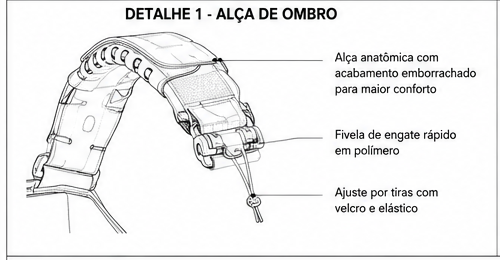 DETALHE 1 - ALÇA DE OMBRO
Alça anatômica com
acabamento emborrachado
para maior conforto
Fivela de engate rápido
em polímero
Ajuste por tiras com
velcro e elástico